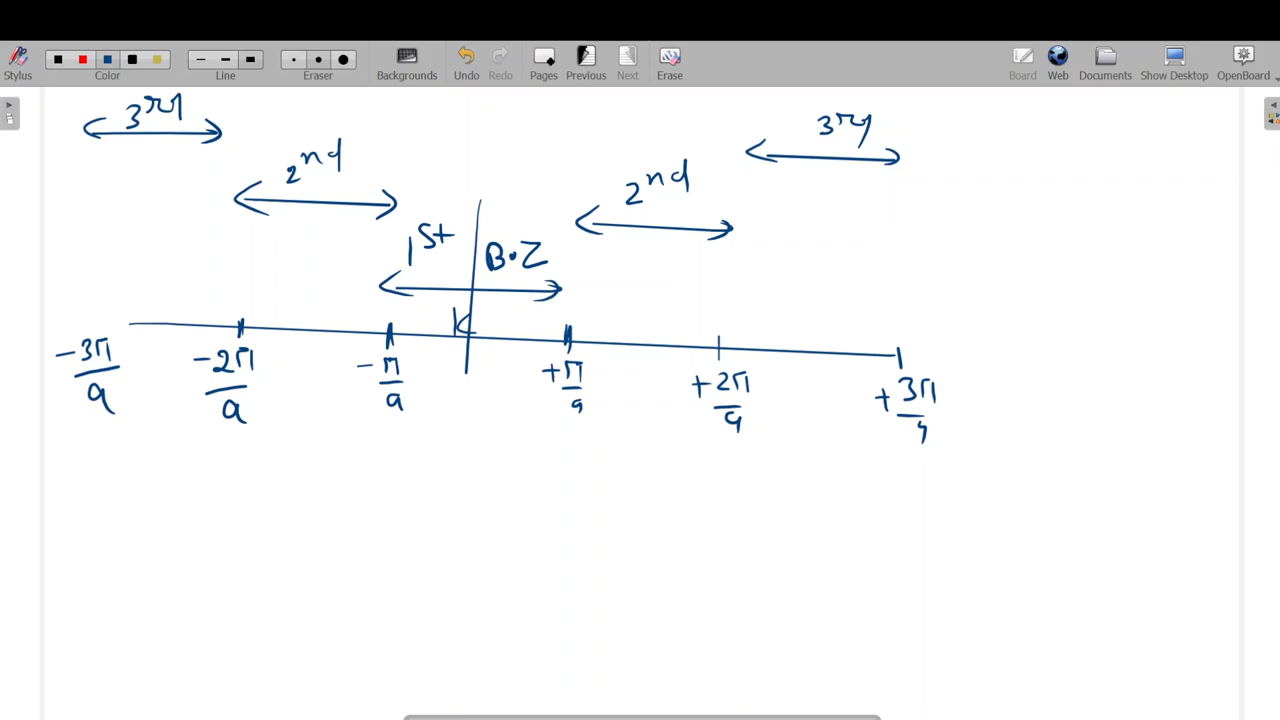 Stylus Color Line Eraser Backgrounds Undo Redo Pages Previous Next Erase Board Web Documents Show Desktop OpenBoard
3rd 3rd
2nd 2nd
1st B.Z
K
-3π/a -2π/a -π/a +π/a +2π/a +3π/a